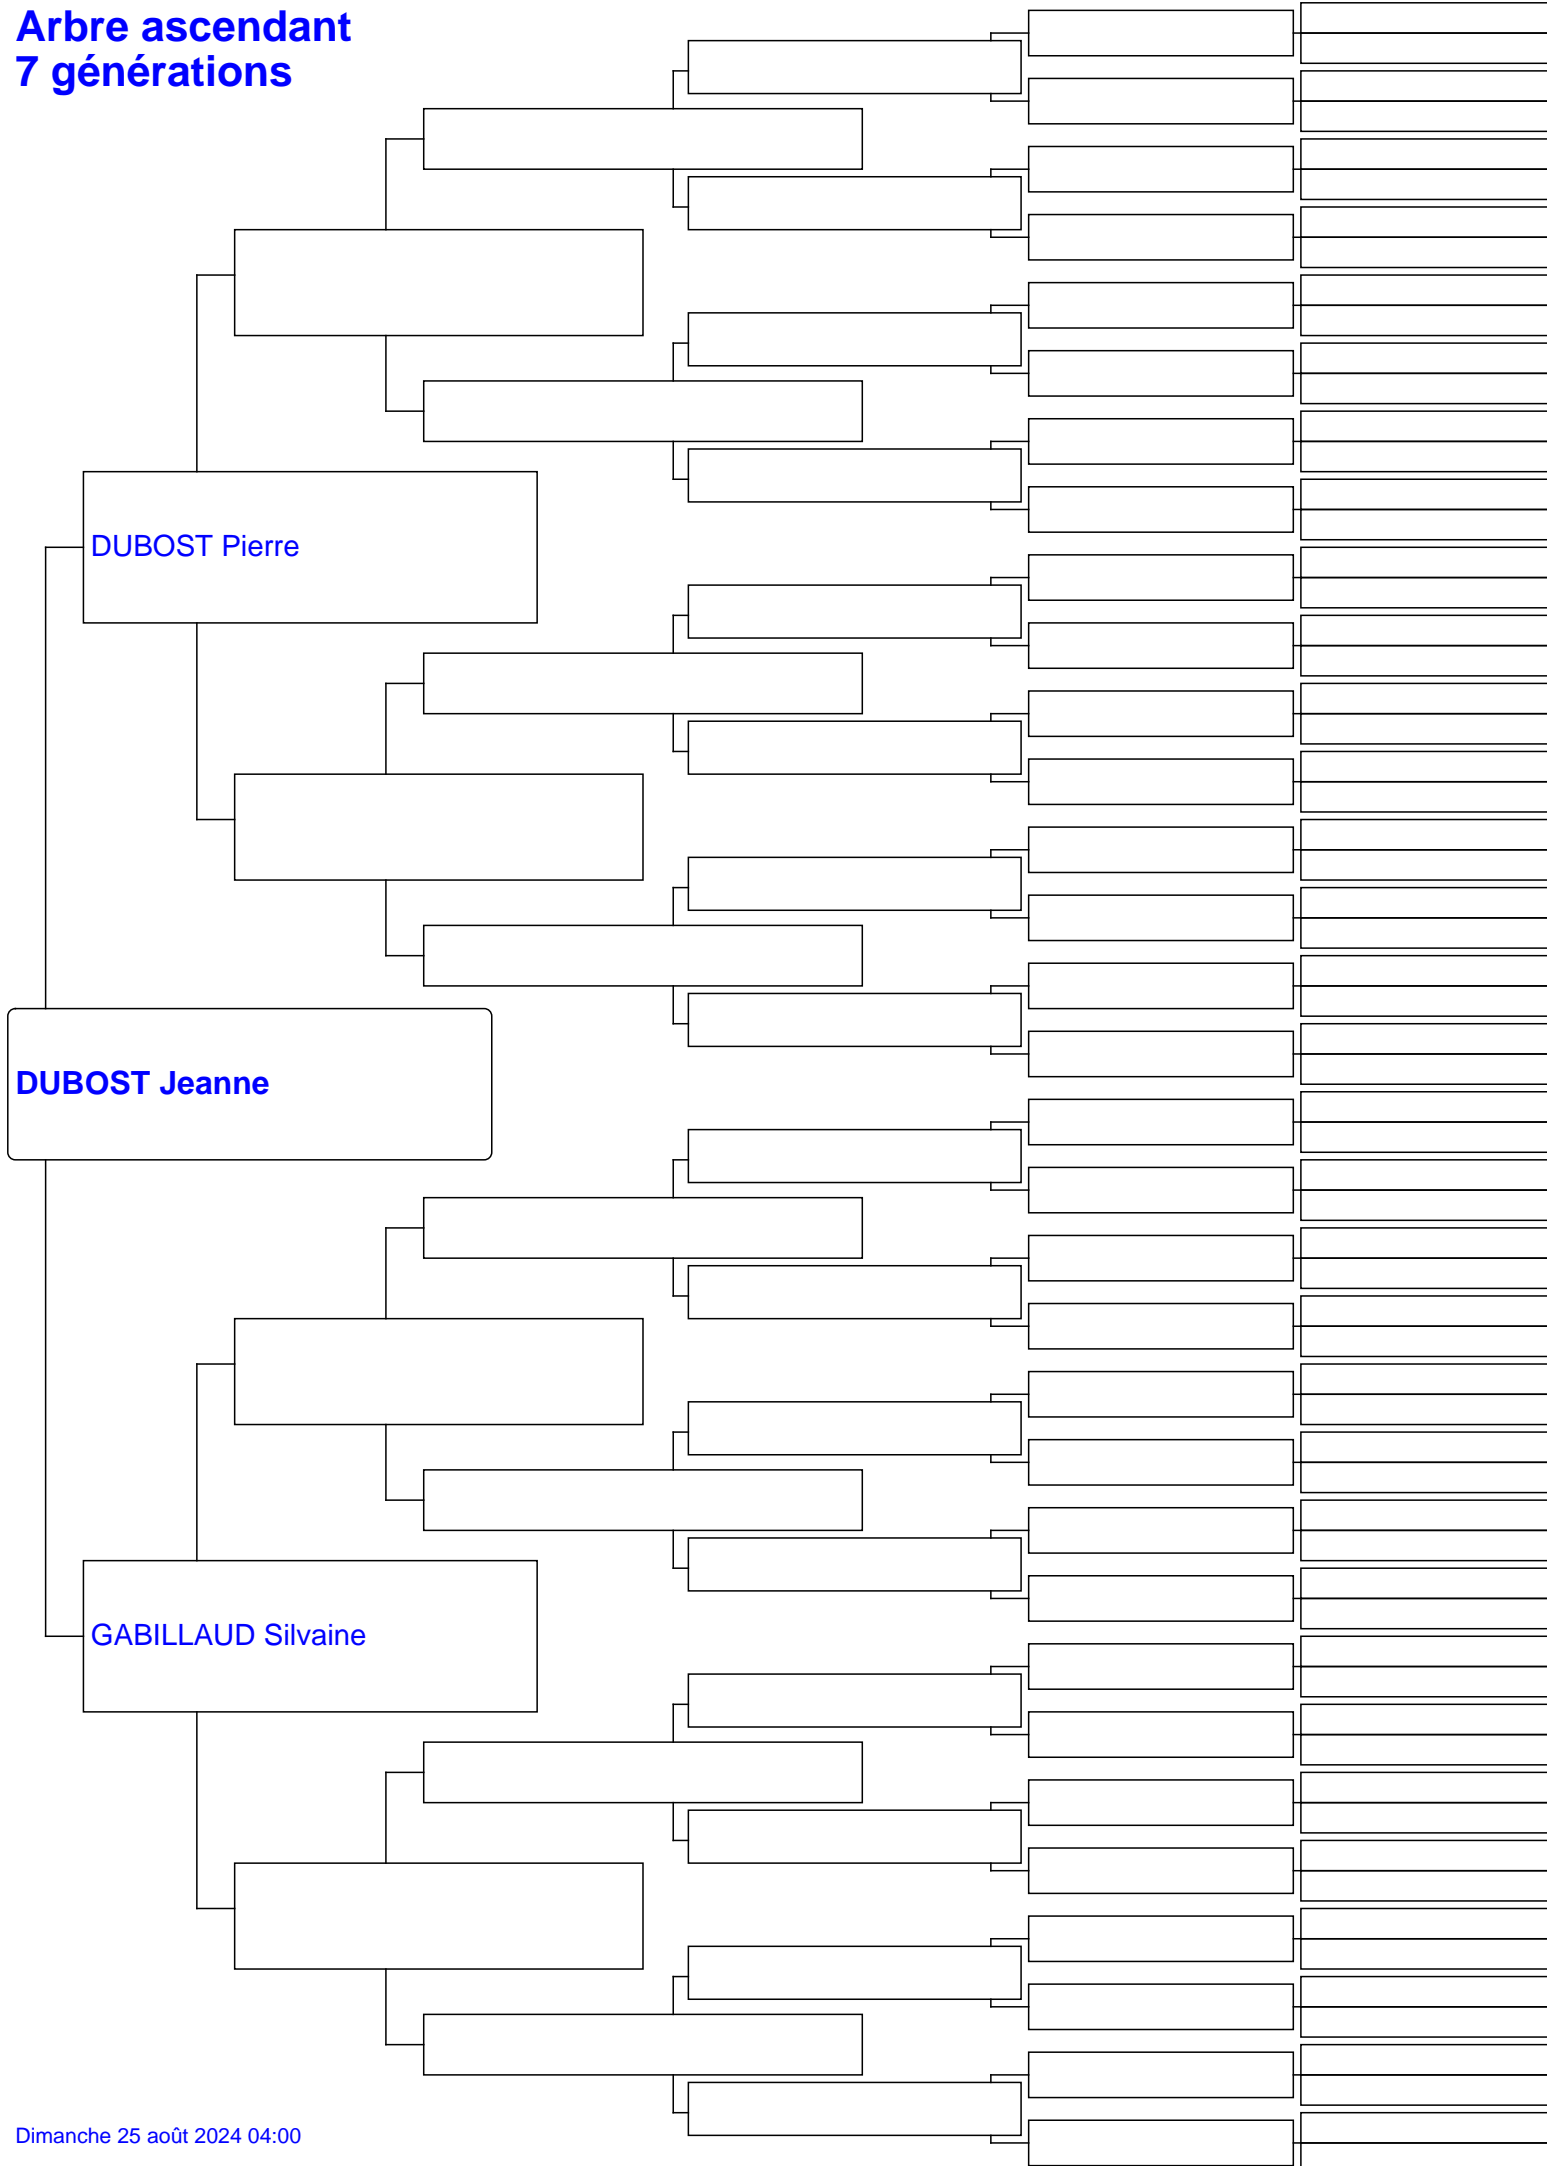 Arbre ascendant
7 générations
DUBOST Pierre
DUBOST Jeanne
GABILLAUD Silvaine
Dimanche 25 août 2024 04:00